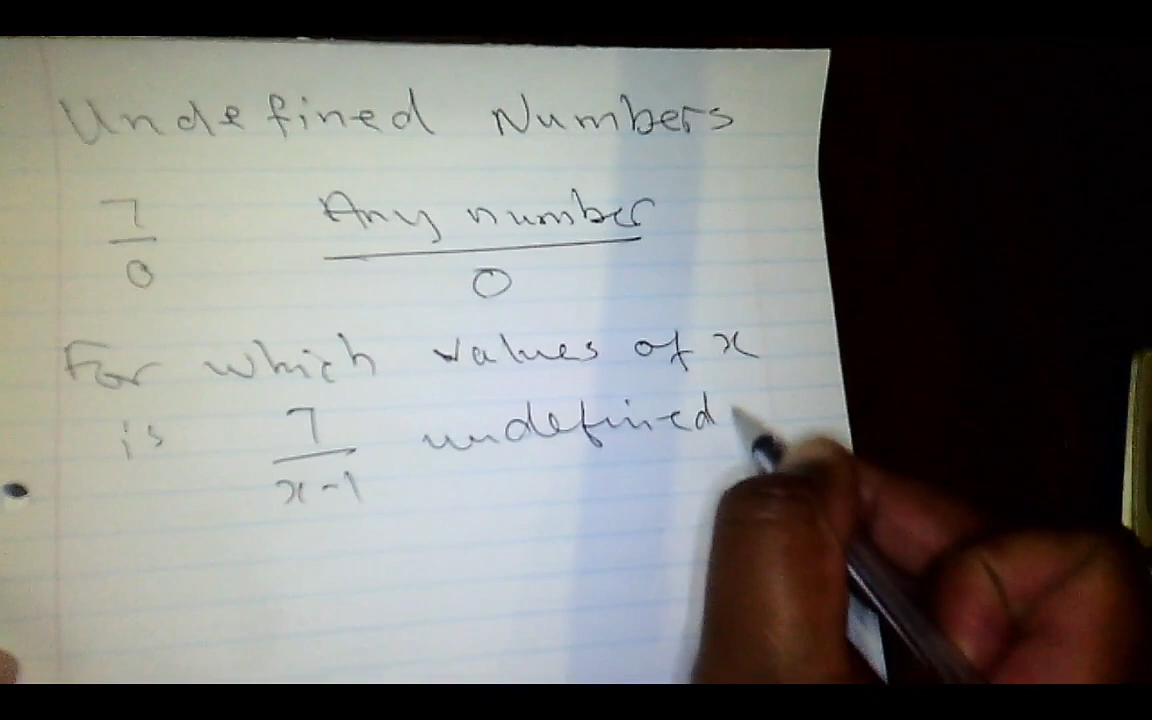 Undefined Numbers
7/0 Any number/0
For which values of x
is 7/x-1 undefined